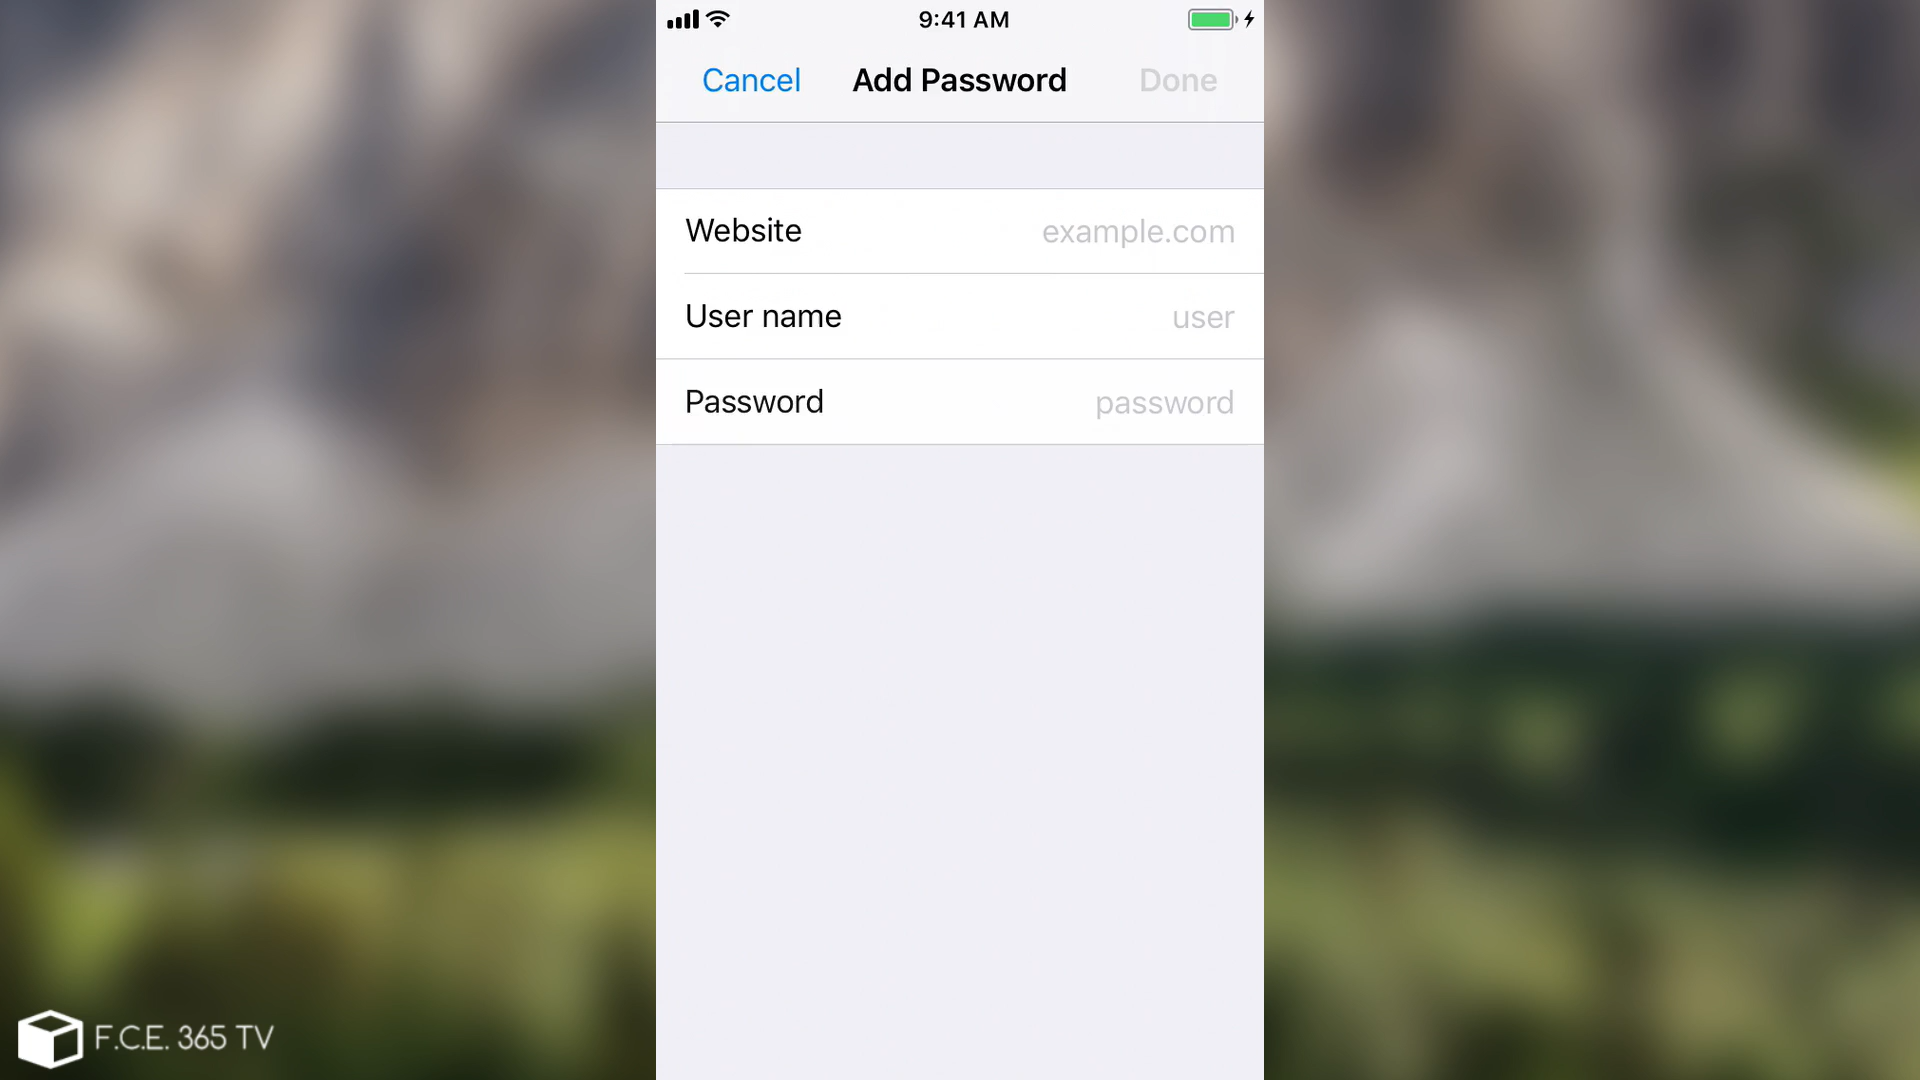 9:41 AM
Cancel Add Password Done
Website example.com
User name user
Password password
F.C.E. 365 TV